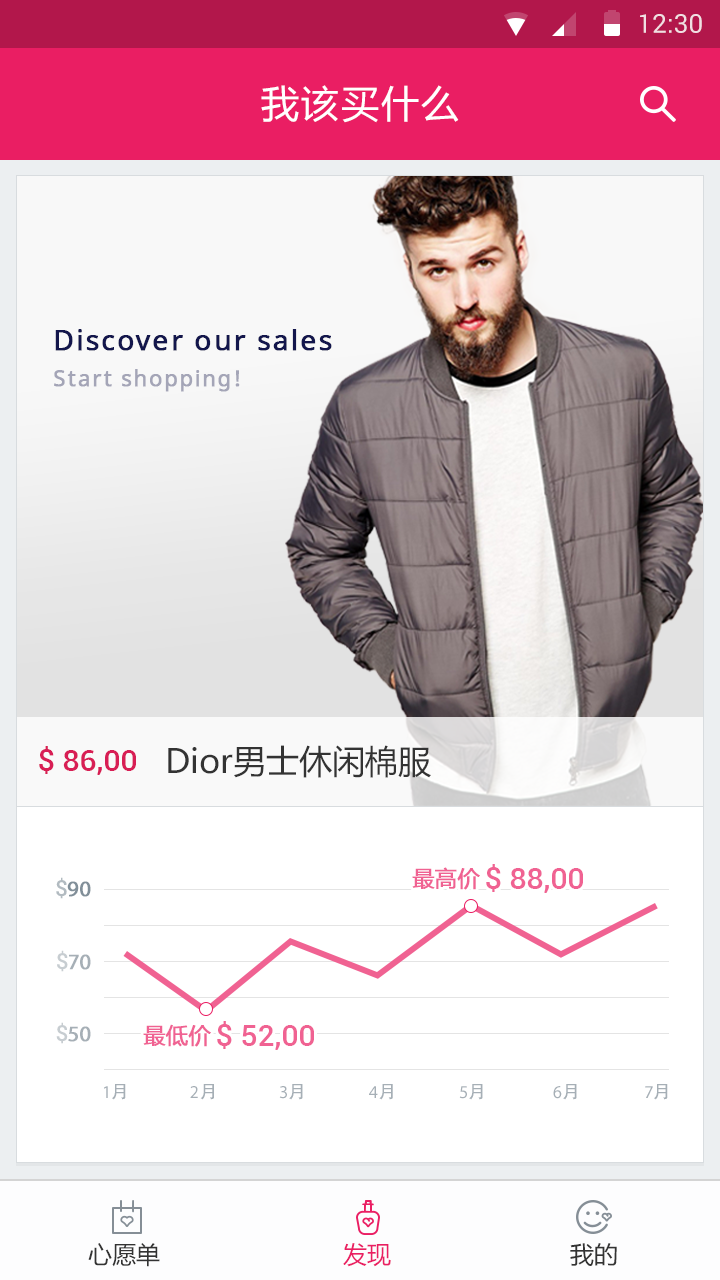 12:30
我该买什么
Discover our sales
Start shopping!
$ 86,00 Dior男士休闲棉服
最高价 $ 88,00
$90
$70
$50
最低价 $ 52,00
1月 2月 3月 4月 5月 6月 7月
心愿单 发现 我的